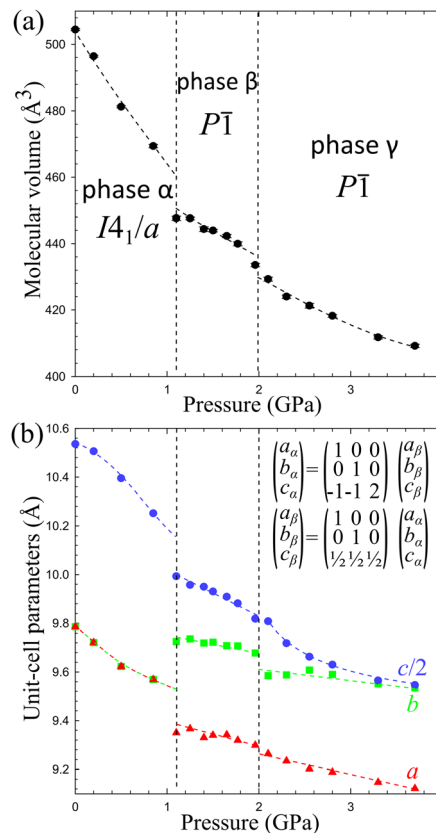 (a)
Molecular volume (Å³)
500
480
460
440
420
400
phase α
I4₁/a
phase β
P1̄
phase γ
P1̄
0
1
2
3
4
Pressure (GPa)
(b)
Unit-cell parameters (Å)
10.6
10.4
10.2
10.0
9.8
9.6
9.4
9.2
aα 1 0 0 aβ
bα = 0 1 0 bβ
cα -1 -1 2 cβ
aβ 1 0 0 aα
bβ = 0 1 0 bα
cβ ½ ½ ½ cα
c/2
b
a
0
1
2
3
4
Pressure (GPa)